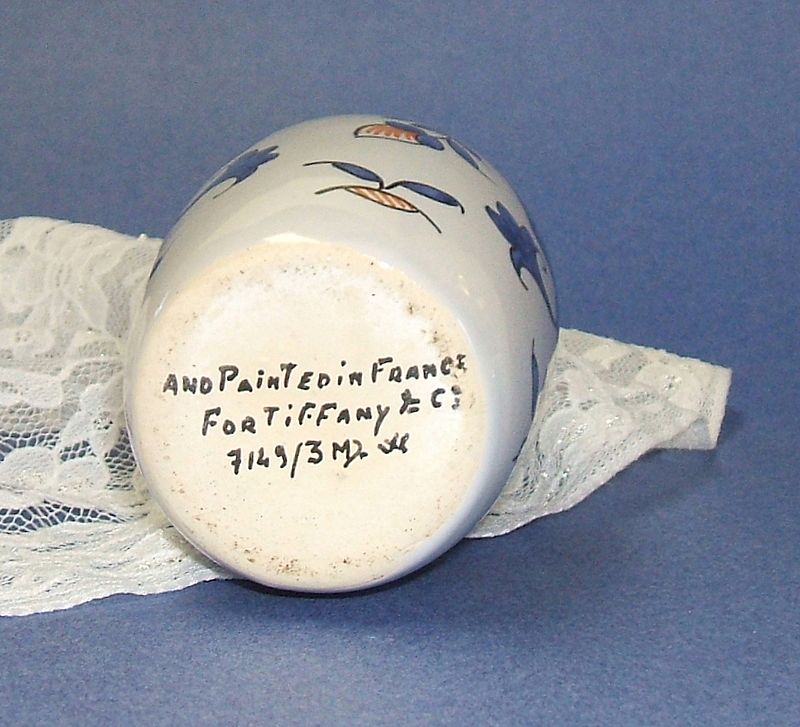 AND PAiNTED iN FRANCE
FOR TiFFANY & Co
7149/3